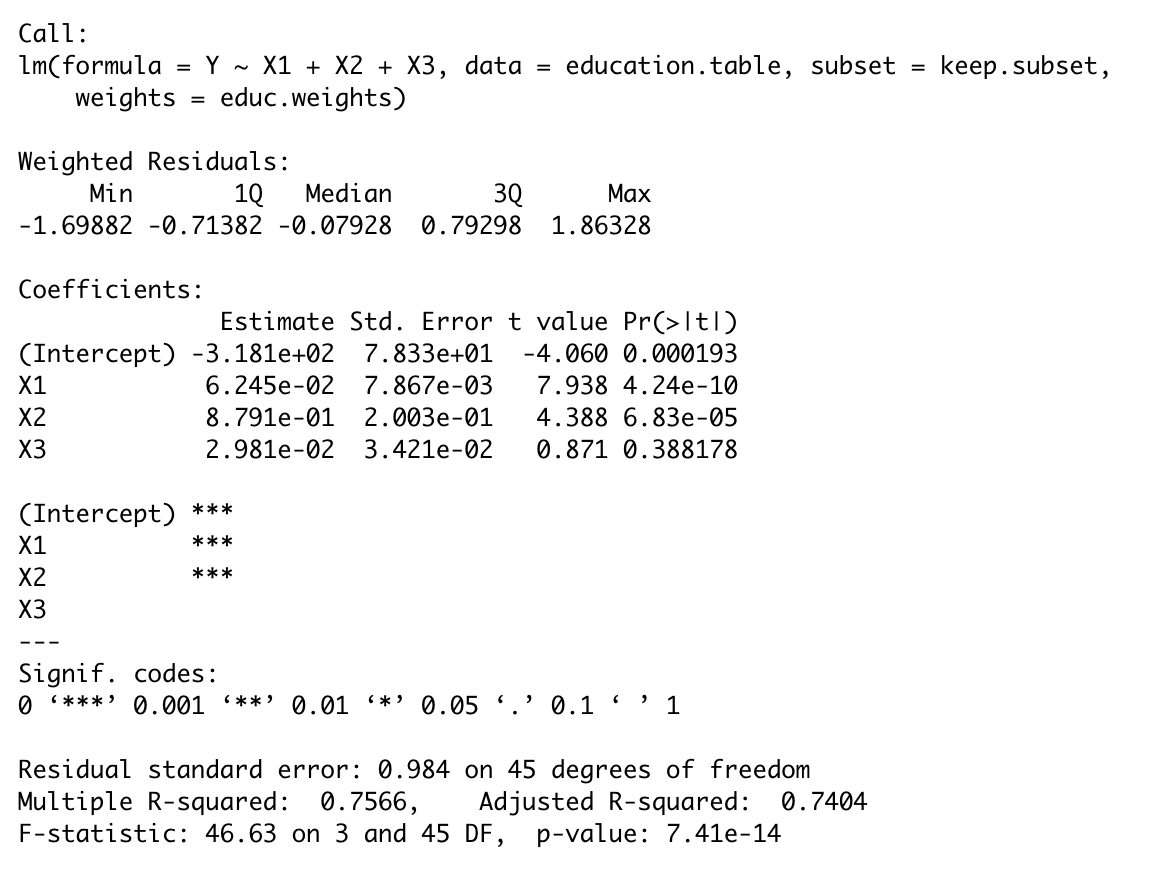 Call:
lm(formula = Y ~ X1 + X2 + X3, data = education.table, subset = keep.subset,
    weights = educ.weights)

Weighted Residuals:
     Min       1Q   Median       3Q      Max
-1.69882 -0.71382 -0.07928  0.79298  1.86328

Coefficients:
              Estimate Std. Error t value Pr(>|t|)
(Intercept) -3.181e+02  7.833e+01  -4.060 0.000193
X1           6.245e-02  7.867e-03   7.938 4.24e-10
X2           8.791e-01  2.003e-01   4.388 6.83e-05
X3           2.981e-02  3.421e-02   0.871 0.388178

(Intercept) ***
X1          ***
X2          ***
X3
---
Signif. codes:
0 ‘***’ 0.001 ‘**’ 0.01 ‘*’ 0.05 ‘.’ 0.1 ‘ ’ 1

Residual standard error: 0.984 on 45 degrees of freedom
Multiple R-squared:  0.7566,    Adjusted R-squared:  0.7404
F-statistic: 46.63 on 3 and 45 DF,  p-value: 7.41e-14